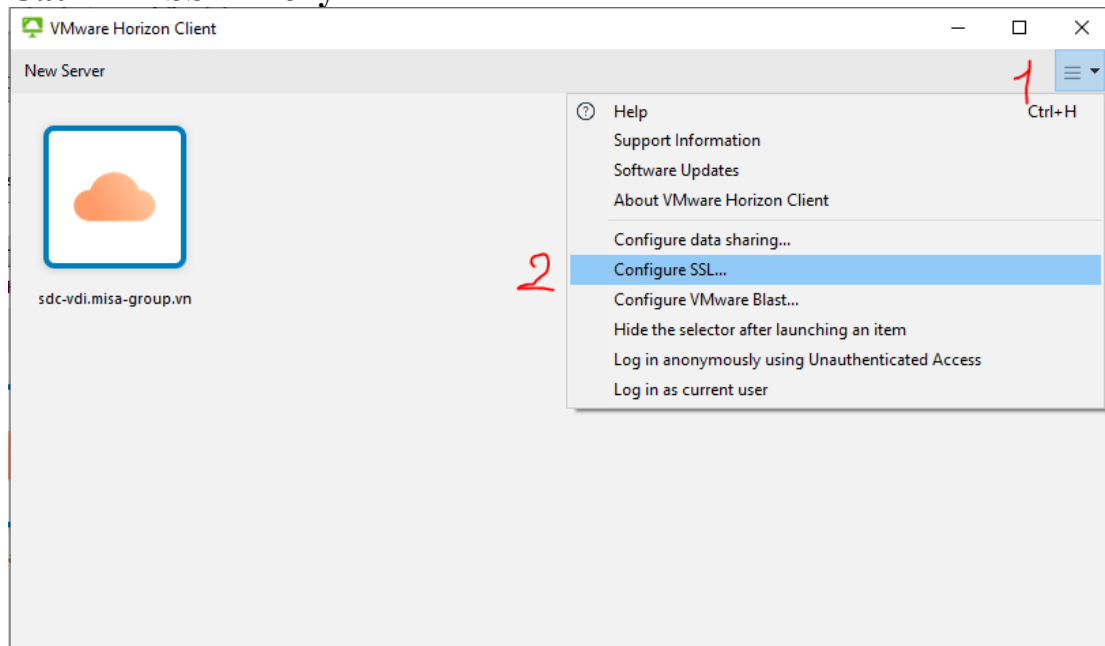 VMware Horizon Client
New Server
1
Help Ctrl+H
Support Information
Software Updates
About VMware Horizon Client
Configure data sharing...
2
Configure SSL...
sdc-vdi.misa-group.vn
Configure VMware Blast...
Hide the selector after launching an item
Log in anonymously using Unauthenticated Access
Log in as current user